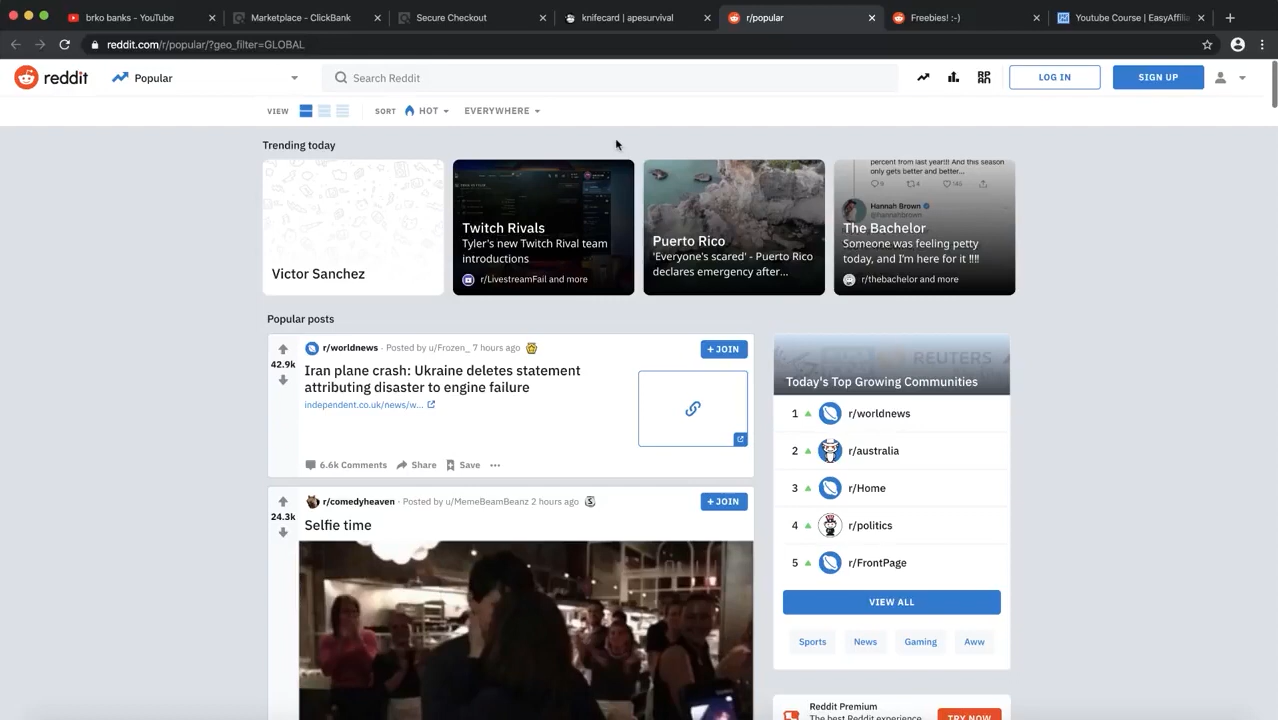 brko banks - YouTube
Marketplace - ClickBank
Secure Checkout
knifecard | apesurvival
r/popular
Freebies! :-)
Youtube Course | EasyAffilia
reddit.com/r/popular/?geo_filter=GLOBAL
reddit
Popular
Search Reddit
LOG IN
SIGN UP
VIEW
SORT
HOT
EVERYWHERE
Trending today
Victor Sanchez
Twitch Rivals
Tyler's new Twitch Rival team
introductions
r/LivestreamFail and more
Puerto Rico
'Everyone's scared' - Puerto Rico
declares emergency after...
percent from last year!!! And this season
only gets better and better...
Hannah Brown
@hannahbrown
The Bachelor
Someone was feeling petty
today, and I'm here for it !!!!
r/thebachelor and more
Popular posts
42.9k
r/worldnews · Posted by u/Frozen_ 7 hours ago
+ JOIN
Iran plane crash: Ukraine deletes statement
attributing disaster to engine failure
independent.co.uk/news/w...
6.6k Comments
Share
Save
24.3k
r/comedyheaven · Posted by u/MemeBeamBeanz 2 hours ago
+ JOIN
Selfie time
REUTERS
Today's Top Growing Communities
1 r/worldnews
2 r/australia
3 r/Home
4 r/politics
5 r/FrontPage
VIEW ALL
Sports
News
Gaming
Aww
Reddit Premium
The best Reddit experience
TRY NOW